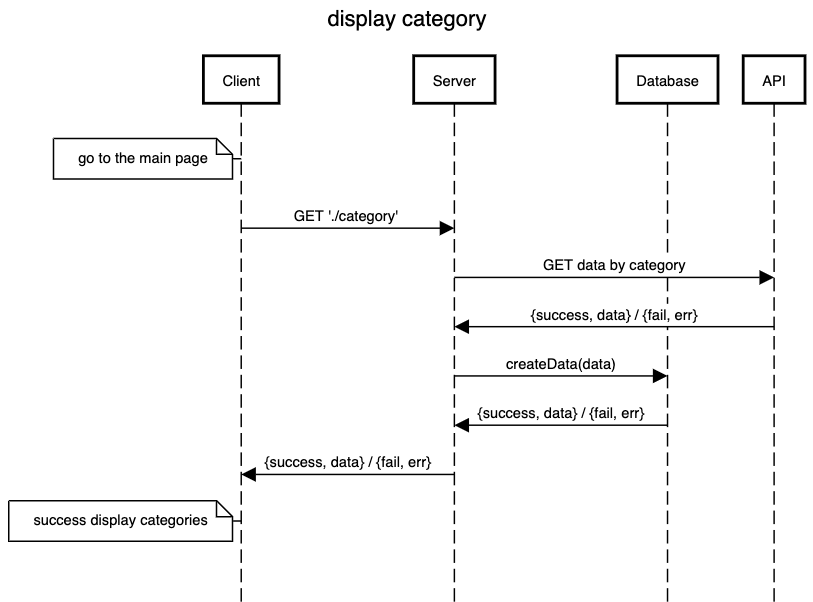 display category
Client
Server
Database
API
go to the main page
GET './category'
GET data by category
{success, data} / {fail, err}
createData(data)
{success, data} / {fail, err}
{success, data} / {fail, err}
success display categories